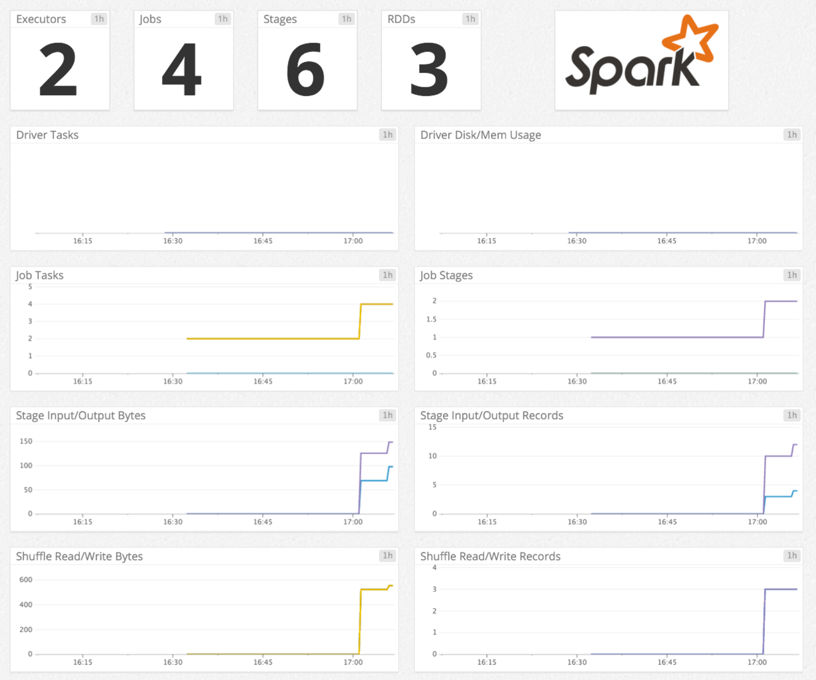 Executors 1h
2
Jobs 1h
4
Stages 1h
6
RDDs 1h
3
Spark
Driver Tasks 1h
16:15 16:30 16:45 17:00
Driver Disk/Mem Usage 1h
16:15 16:30 16:45 17:00
Job Tasks 1h
5
4
3
2
1
0
16:15 16:30 16:45 17:00
Job Stages 1h
2
1.5
1
0.5
0
16:15 16:30 16:45 17:00
Stage Input/Output Bytes 1h
150
100
50
0
16:15 16:30 16:45 17:00
Stage Input/Output Records 1h
15
10
5
0
16:15 16:30 16:45 17:00
Shuffle Read/Write Bytes 1h
600
400
200
0
16:15 16:30 16:45 17:00
Shuffle Read/Write Records 1h
4
3
2
1
0
16:15 16:30 16:45 17:00